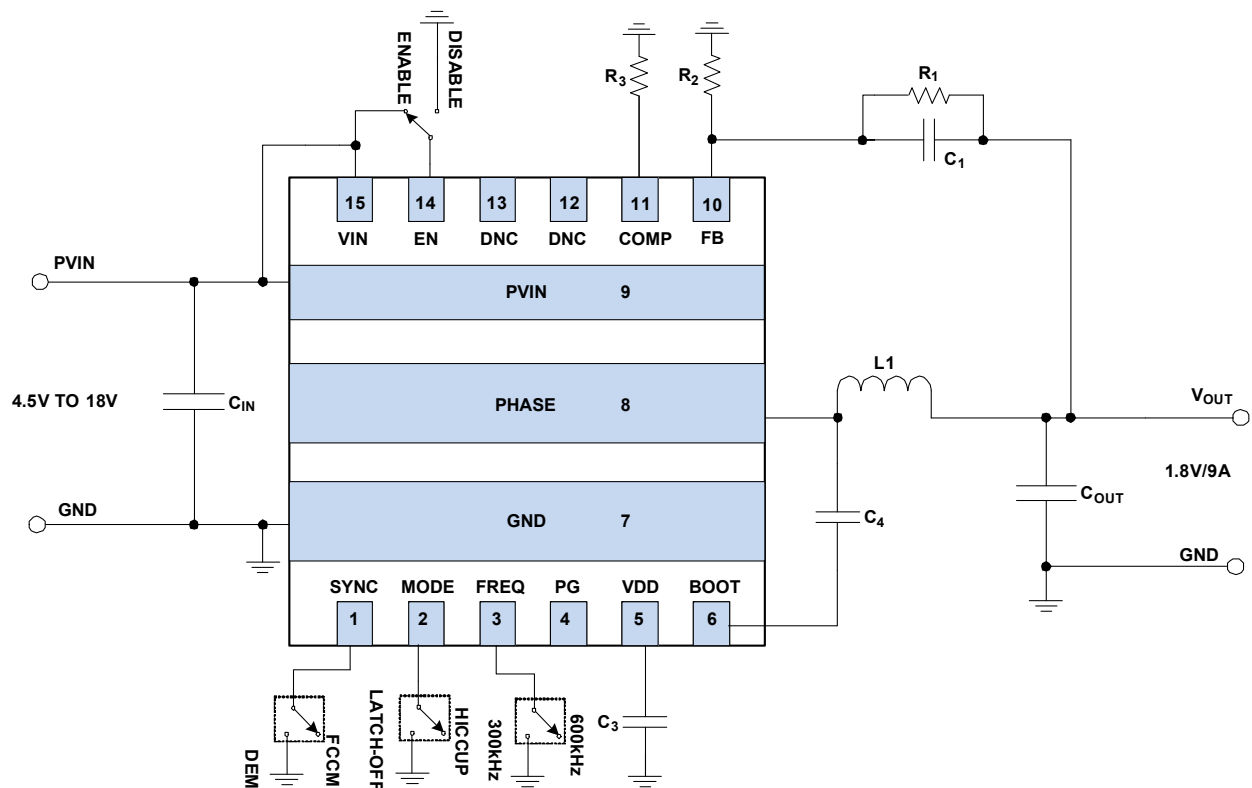 DISABLE
ENABLE
R3
R2
R1
C1
15
14
13
12
11
10
VIN
EN
DNC
DNC
COMP
FB
PVIN
PVIN 9
4.5V TO 18V
CIN
PHASE 8
L1
VOUT
1.8V/9A
COUT
C4
GND
GND 7
GND
SYNC
MODE
FREQ
PG
VDD
BOOT
1
2
3
4
5
6
DEM
FCCM
LATCH-OFF
HICCUP
300kHz
600kHz
C3